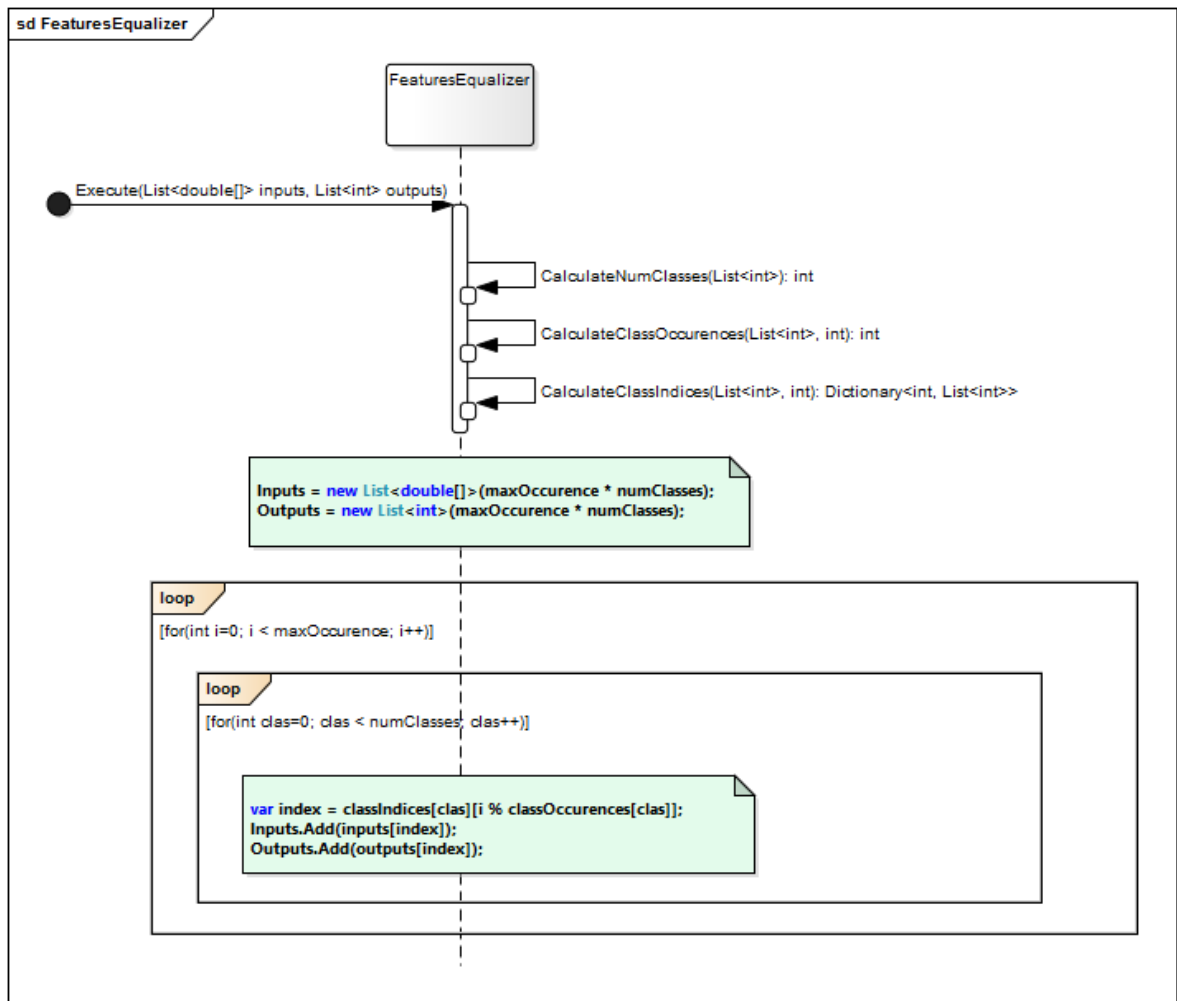 sd FeaturesEqualizer
FeaturesEqualizer
Execute(List<double[]> inputs, List<int> outputs)
CalculateNumClasses(List<int>): int
CalculateClassOccurences(List<int>, int): int
CalculateClassIndices(List<int>, int): Dictionary<int, List<int>>
Inputs = new List<double[]>(maxOccurence * numClasses);
Outputs = new List<int>(maxOccurence * numClasses);
loop
[for(int i=0; i < maxOccurence; i++)]
loop
[for(int clas=0; clas < numClasses; clas++)]
var index = classIndices[clas][i % classOccurences[clas]];
Inputs.Add(inputs[index]);
Outputs.Add(outputs[index]);